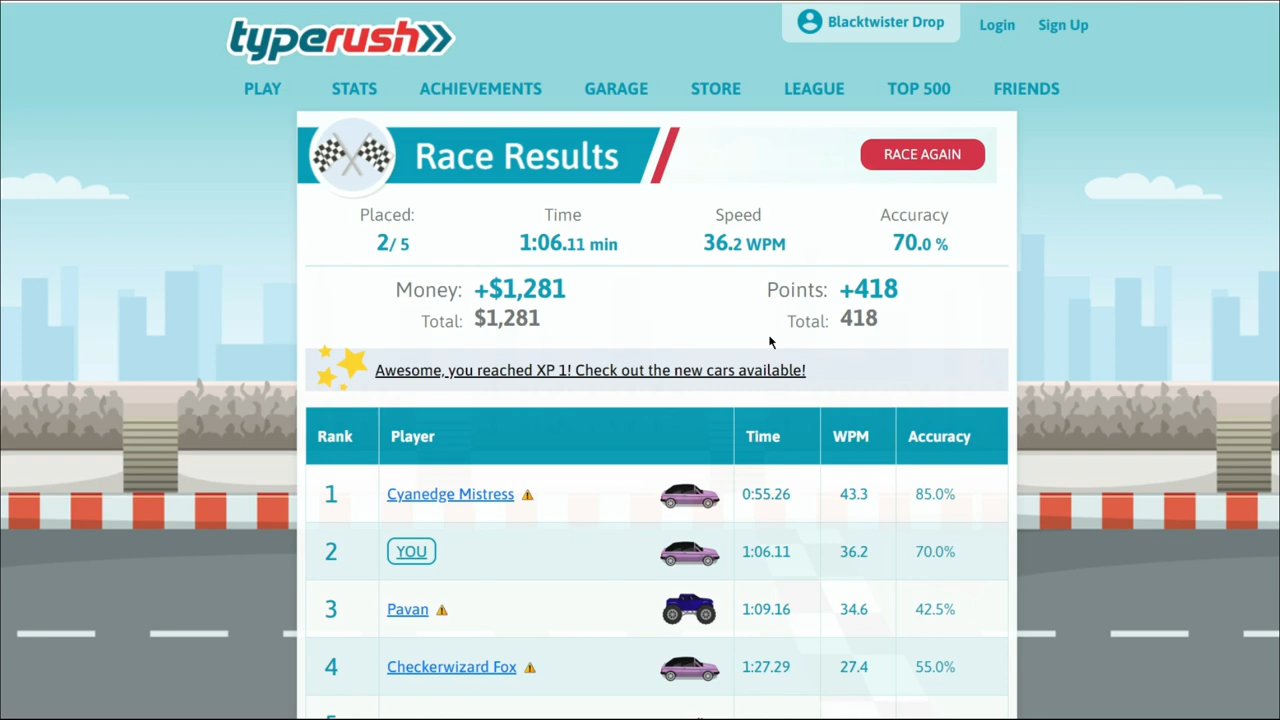 typerush
Blacktwister Drop
Login
Sign Up
PLAY
STATS
ACHIEVEMENTS
GARAGE
STORE
LEAGUE
TOP 500
FRIENDS
Race Results
RACE AGAIN
Placed: Time Speed Accuracy
2/ 5 1:06.11 min 36.2 WPM 70.0 %
Money: +$1,281 Points: +418
Total: $1,281 Total: 418
Awesome, you reached XP 1! Check out the new cars available!
Rank Player Time WPM Accuracy
1 Cyanedge Mistress 0:55.26 43.3 85.0%
2 YOU 1:06.11 36.2 70.0%
3 Pavan 1:09.16 34.6 42.5%
4 Checkerwizard Fox 1:27.29 27.4 55.0%